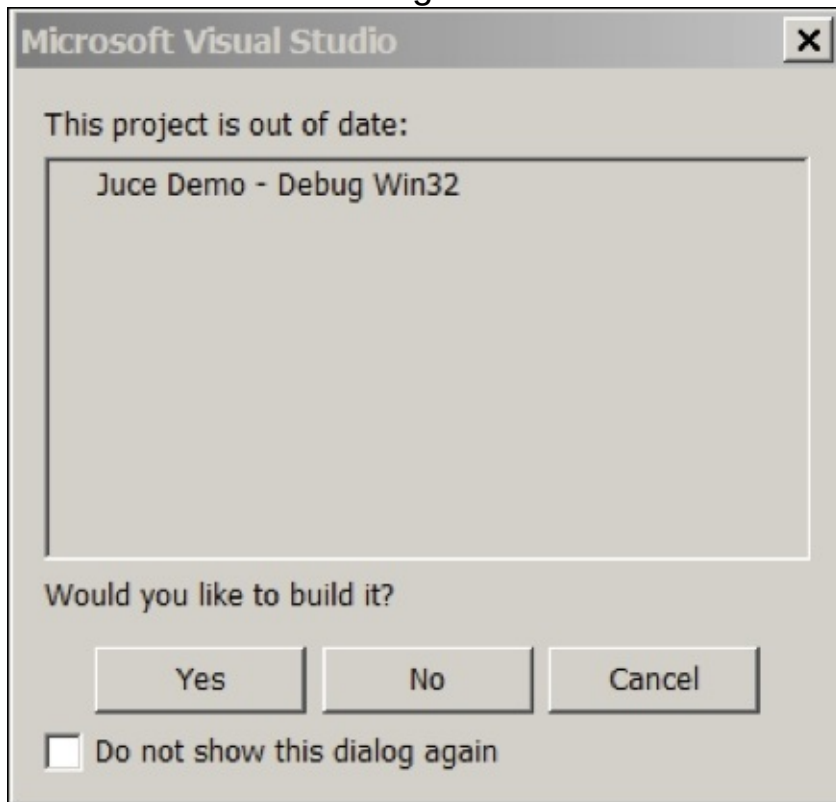 Microsoft Visual Studio
This project is out of date:
Juce Demo - Debug Win32
Would you like to build it?
Yes No Cancel
Do not show this dialog again